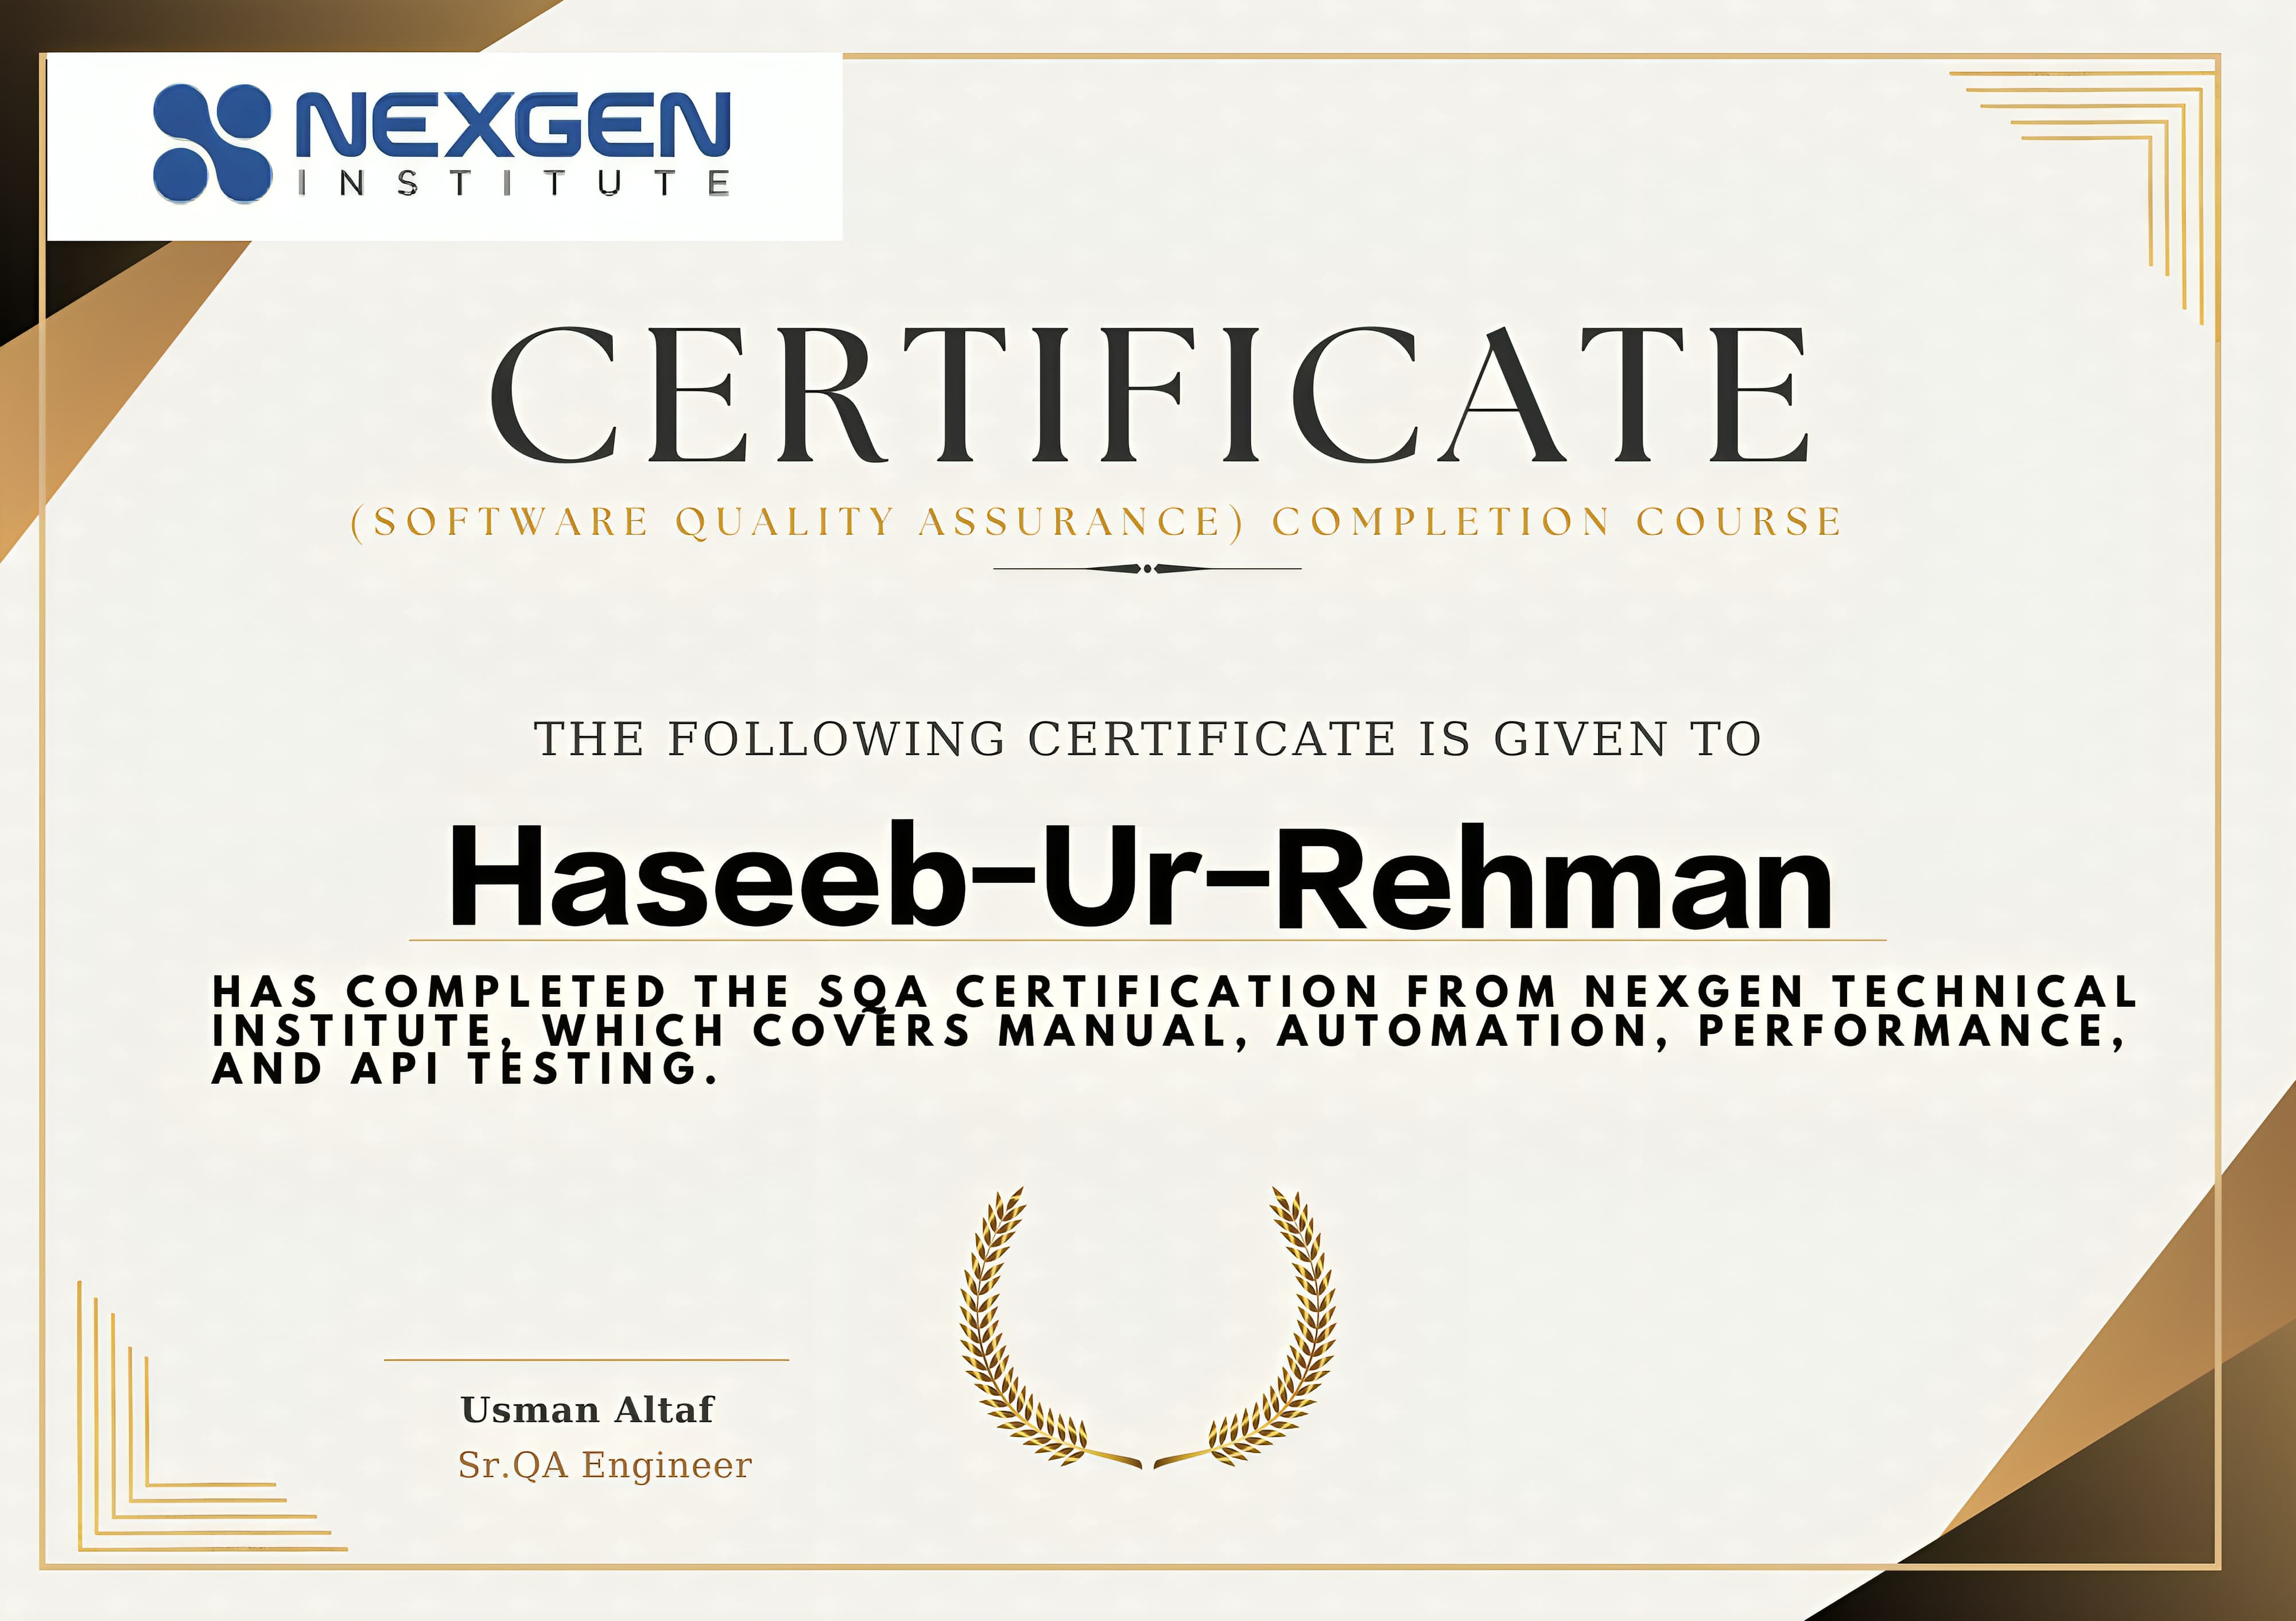 NEXGEN
INSTITUTE
CERTIFICATE
(SOFTWARE QUALITY ASSURANCE) COMPLETION COURSE
THE FOLLOWING CERTIFICATE IS GIVEN TO
Haseeb-Ur-Rehman
HAS COMPLETED THE SQA CERTIFICATION FROM NEXGEN TECHNICAL
INSTITUTE, WHICH COVERS MANUAL, AUTOMATION, PERFORMANCE,
AND API TESTING.
Usman Altaf
Sr.QA Engineer